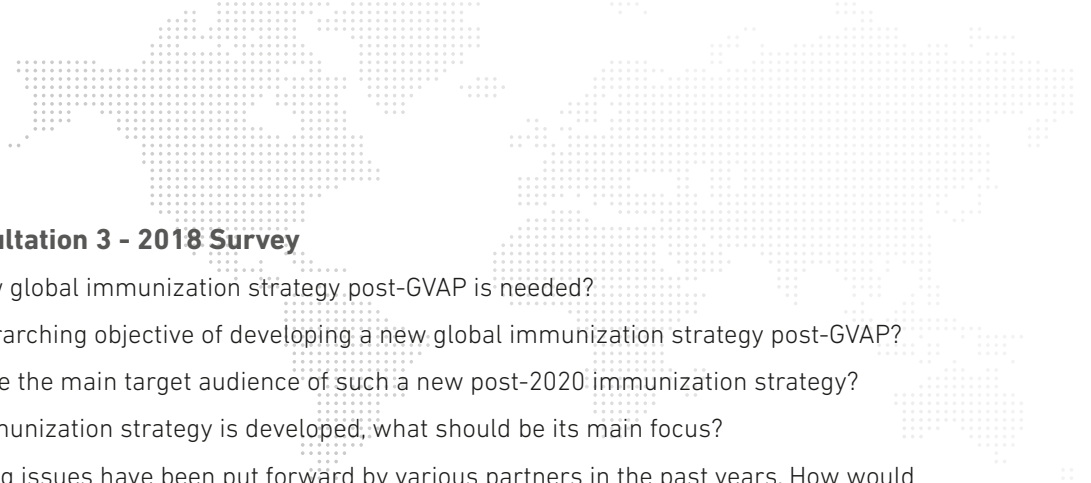 ultation 3 - 2018 Survey
global immunization strategy post-GVAP is needed?
rarching objective of developing a new global immunization strategy post-GVAP?
e the main target audience of such a new post-2020 immunization strategy?
munization strategy is developed, what should be its main focus?
g issues have been put forward by various partners in the past years. How would